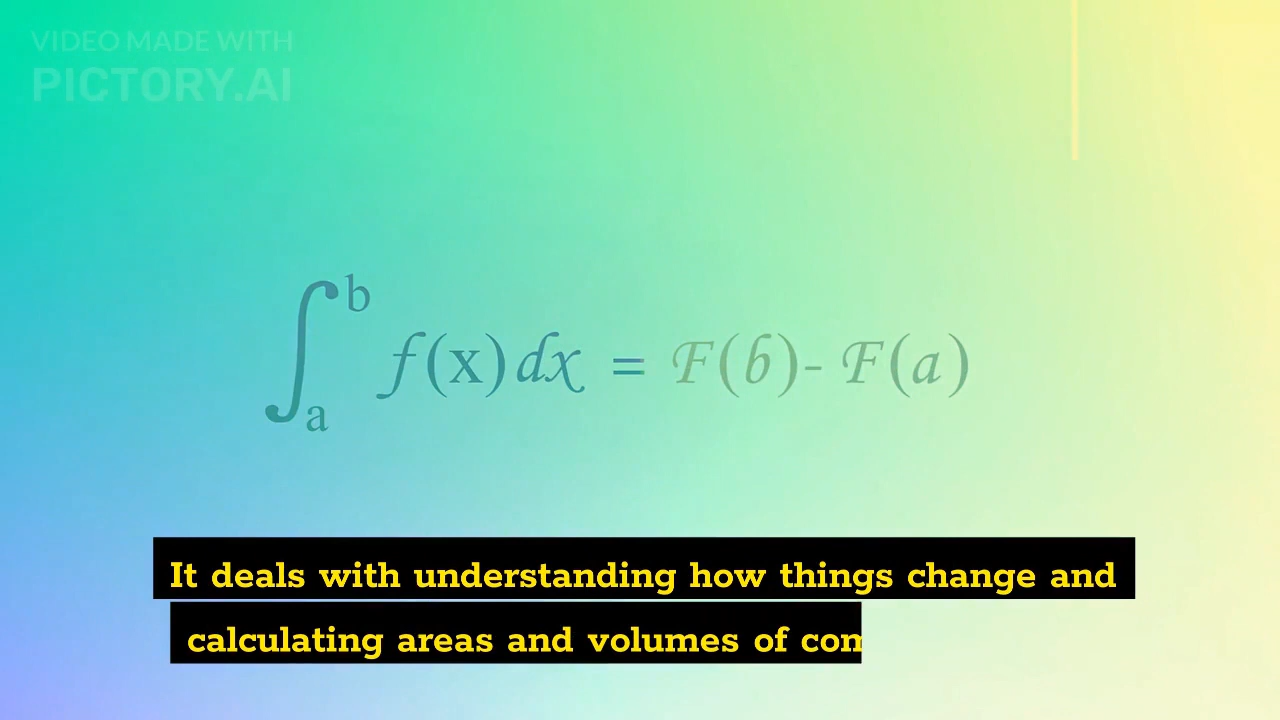 VIDEO MADE WITH
PICTORY.AI
∫ₐᵇ f(x) dx = F(b) - F(a)
It deals with understanding how things change and
calculating areas and volumes of